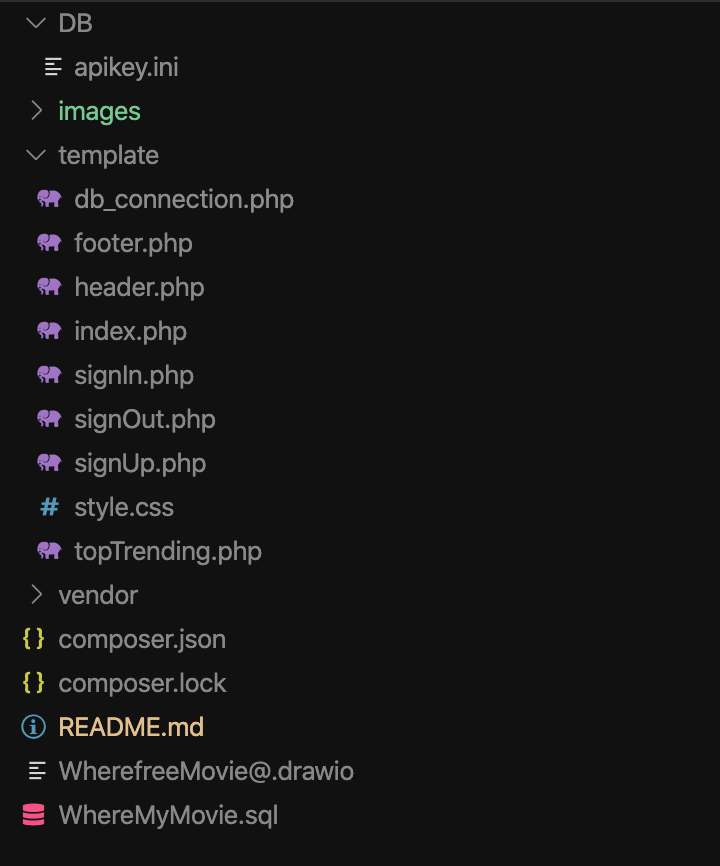 DB
apikey.ini
images
template
db_connection.php
footer.php
header.php
index.php
signIn.php
signOut.php
signUp.php
# style.css
topTrending.php
vendor
{ } composer.json
{ } composer.lock
README.md
WherefreeMovie@.drawio
WhereMyMovie.sql